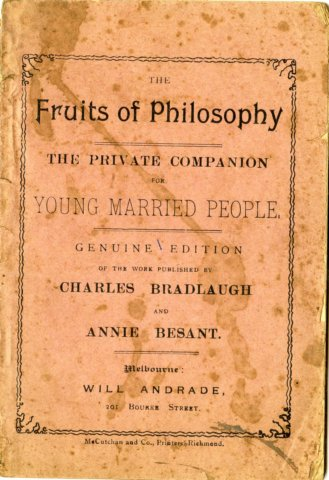 THE
Fruits of Philosophy
THE PRIVATE COMPANION
FOR
YOUNG MARRIED PEOPLE.
GENUINE EDITION
OF THE WORK PUBLISHED BY
CHARLES BRADLAUGH
AND
ANNIE BESANT.
Melbourne:
WILL ANDRADE,
201 BOURKE STREET.
McCutchan and Co., Printers, Richmond.